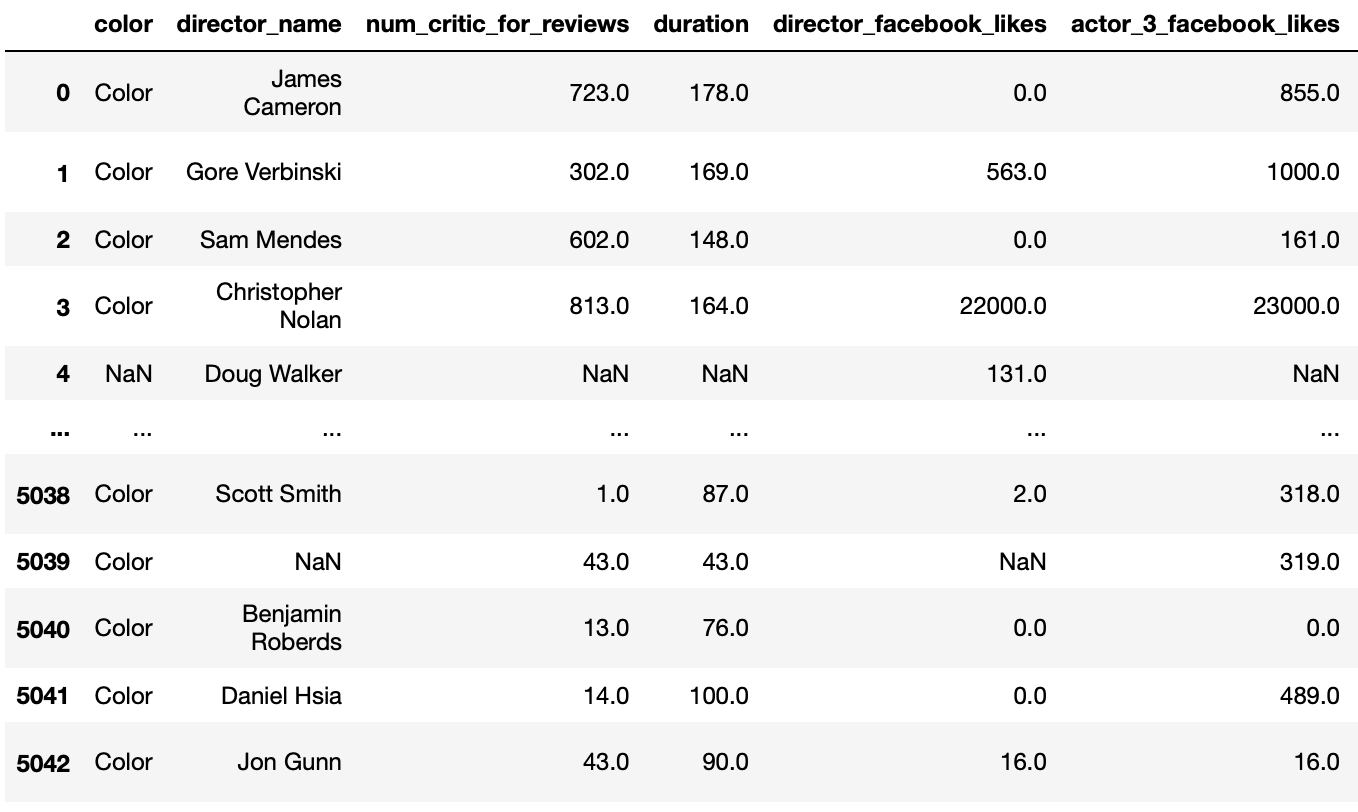 color director_name num_critic_for_reviews duration director_facebook_likes actor_3_facebook_likes
0 Color James Cameron 723.0 178.0 0.0 855.0
1 Color Gore Verbinski 302.0 169.0 563.0 1000.0
2 Color Sam Mendes 602.0 148.0 0.0 161.0
3 Color Christopher Nolan 813.0 164.0 22000.0 23000.0
4 NaN Doug Walker NaN NaN 131.0 NaN
... ... ... ... ... ... ...
5038 Color Scott Smith 1.0 87.0 2.0 318.0
5039 Color NaN 43.0 43.0 NaN 319.0
5040 Color Benjamin Roberds 13.0 76.0 0.0 0.0
5041 Color Daniel Hsia 14.0 100.0 0.0 489.0
5042 Color Jon Gunn 43.0 90.0 16.0 16.0